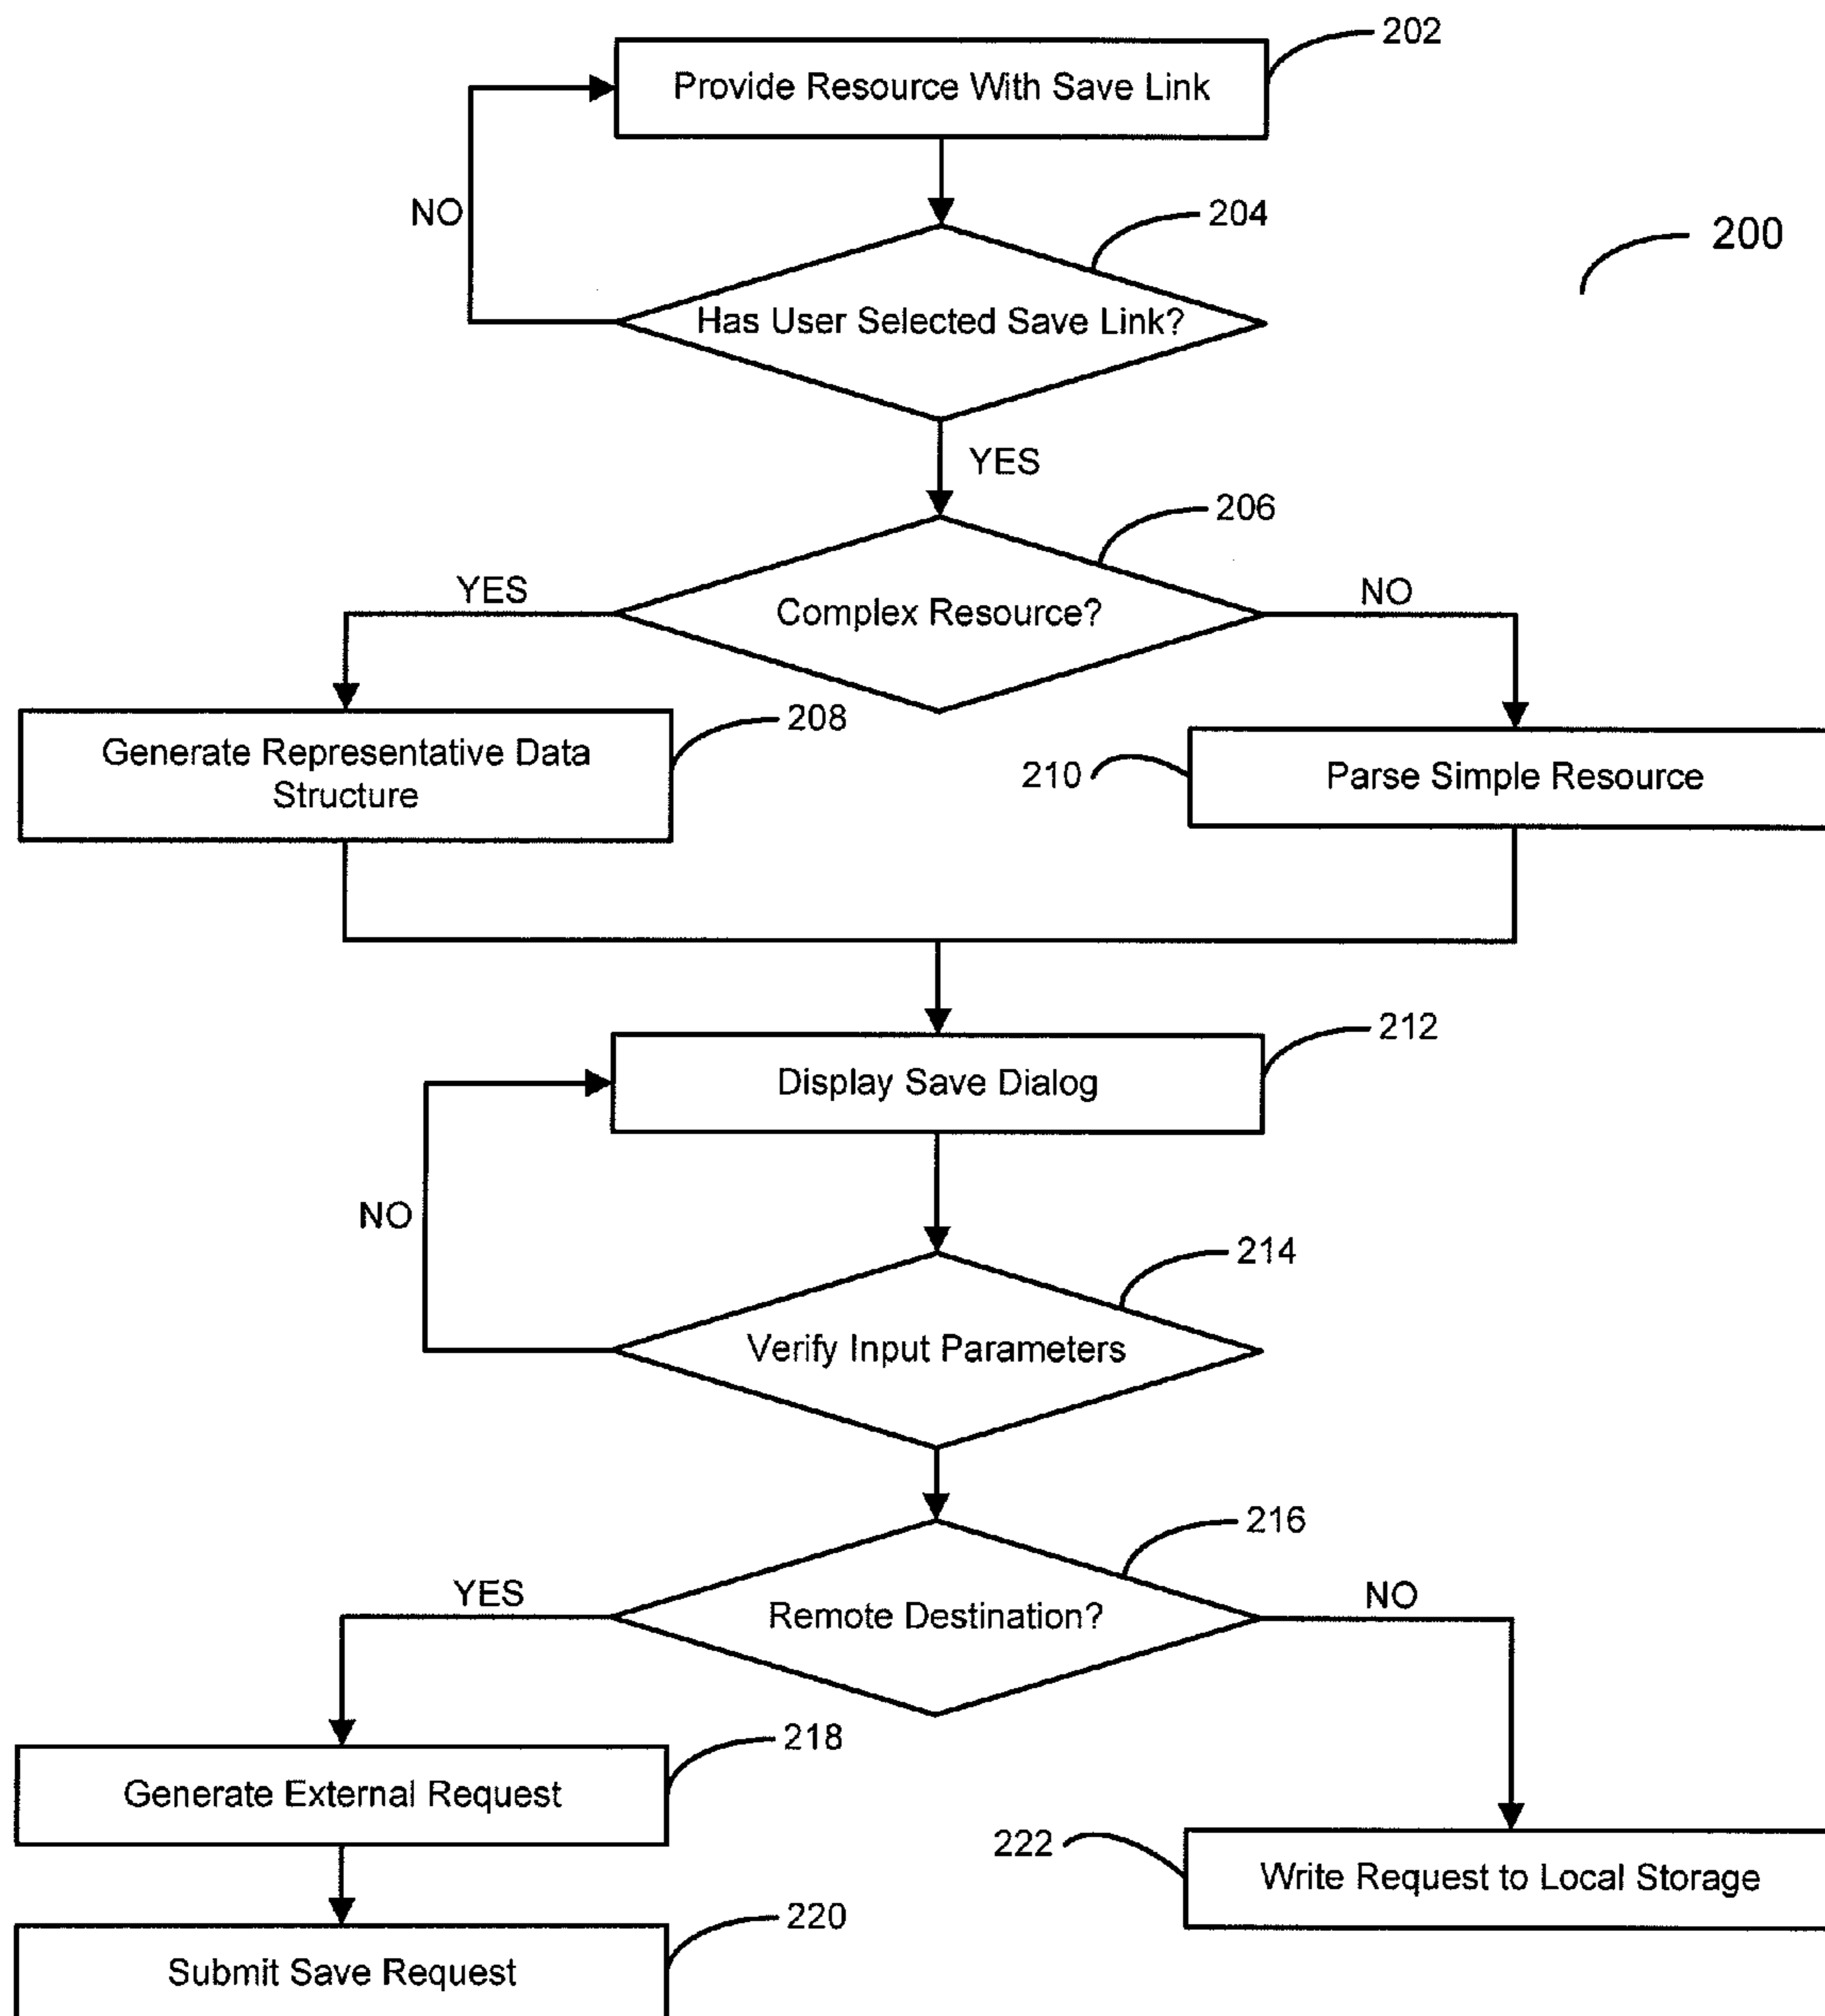 202
Provide Resource With Save Link
NO
204
200
Has User Selected Save Link?
YES
206
YES
NO
Complex Resource?
208
Generate Representative Data
Structure
210
Parse Simple Resource
212
Display Save Dialog
NO
214
Verify Input Parameters
216
YES
NO
Remote Destination?
218
Generate External Request
222
Write Request to Local Storage
220
Submit Save Request